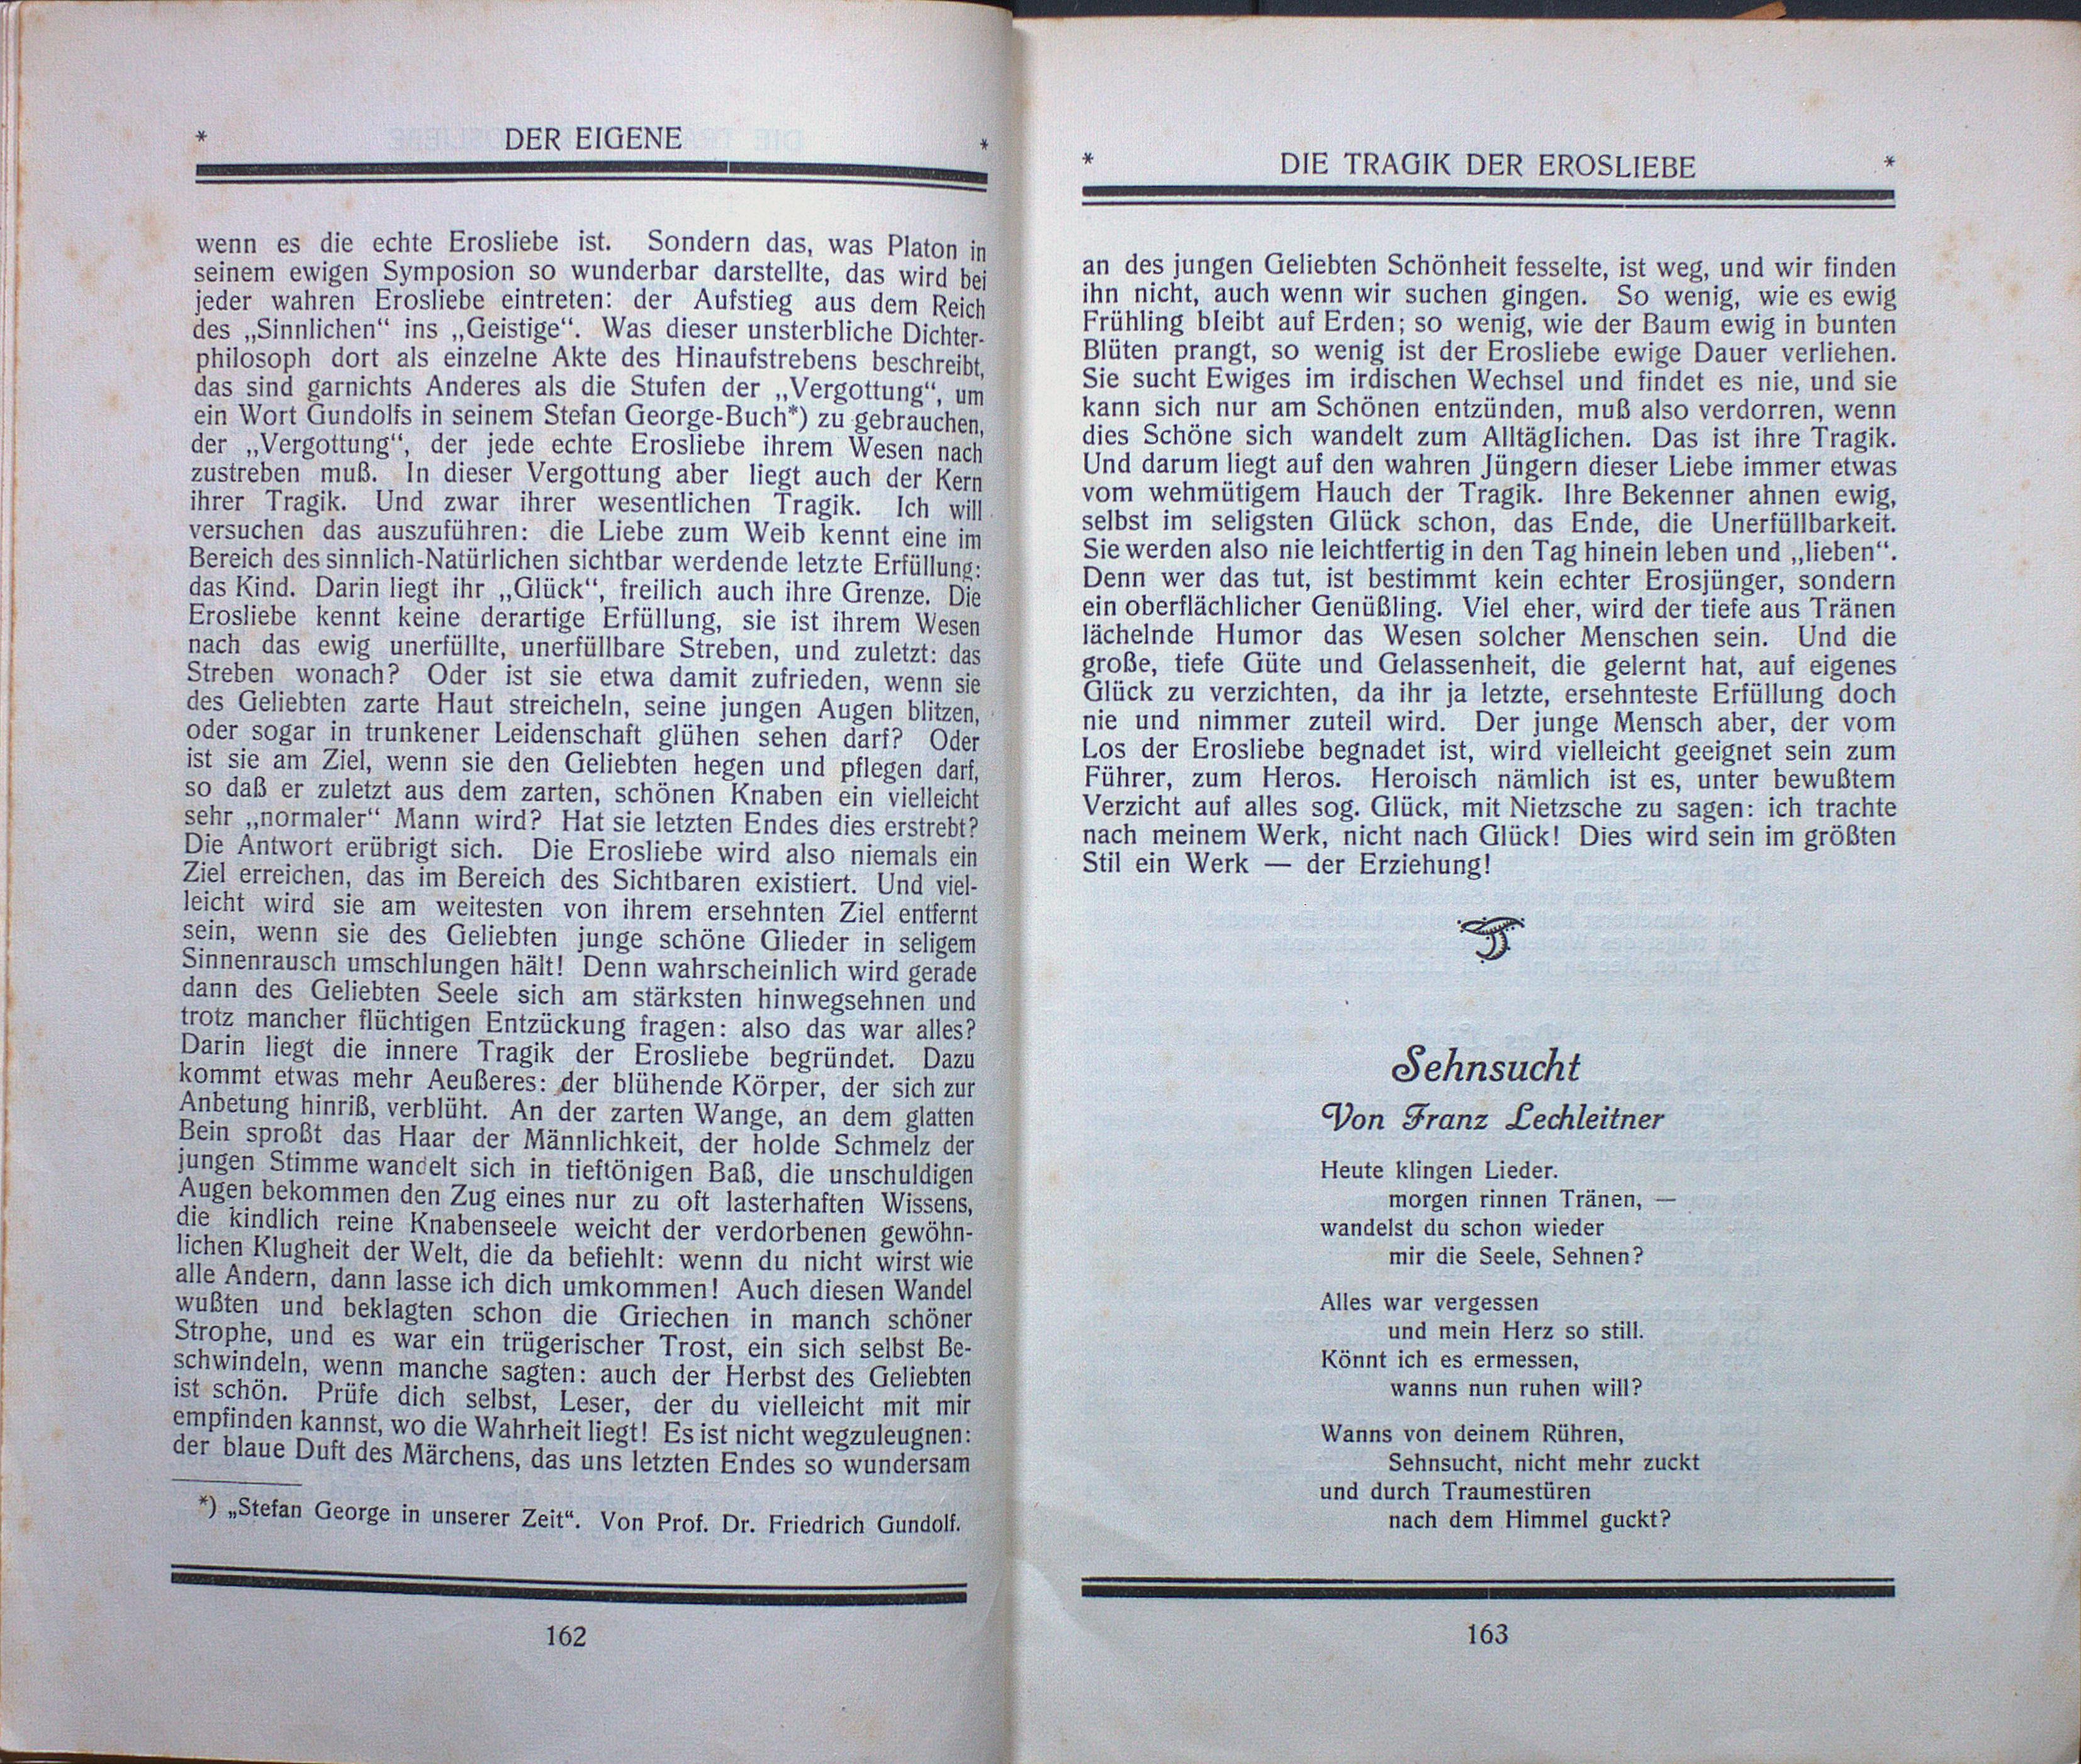 * DER EIGENE *
wenn es die echte Erosliebe ist. Sondern das, was Platon in
seinem ewigen Symposion so wunderbar darstellte, das wird bei
jeder wahren Erosliebe eintreten: der Aufstieg aus dem Reich
des „Sinnlichen“ ins „Geistige“. Was dieser unsterbliche Dichter-
philosoph dort als einzelne Akte des Hinaufstrebens beschreibt,
das sind garnichts Anderes als die Stufen der „Vergottung“, um
ein Wort Gundolfs in seinem Stefan George-Buch*) zu gebrauchen,
der „Vergottung“, der jede echte Erosliebe ihrem Wesen nach
zustreben muß. In dieser Vergottung aber liegt auch der Kern
ihrer Tragik. Und zwar ihrer wesentlichen Tragik. Ich will
versuchen das auszuführen: die Liebe zum Weib kennt eine im
Bereich des sinnlich-Natürlichen sichtbar werdende letzte Erfüllung:
das Kind. Darin liegt ihr „Glück“, freilich auch ihre Grenze. Die
Erosliebe kennt keine derartige Erfüllung, sie ist ihrem Wesen
nach das ewig unerfüllte, unerfüllbare Streben, und zuletzt: das
Streben wonach? Oder ist sie etwa damit zufrieden, wenn sie
des Geliebten zarte Haut streicheln, seine jungen Augen blitzen,
oder sogar in trunkener Leidenschaft glühen sehen darf? Oder
ist sie am Ziel, wenn sie den Geliebten hegen und pflegen darf,
so daß er zuletzt aus dem zarten, schönen Knaben ein vielleicht
sehr „normaler“ Mann wird? Hat sie letzten Endes dies erstrebt?
Die Antwort erübrigt sich. Die Erosliebe wird also niemals ein
Ziel erreichen, das im Bereich des Sichtbaren existiert. Und viel-
leicht wird sie am weitesten von ihrem ersehnten Ziel entfernt
sein, wenn sie des Geliebten junge schöne Glieder in seligem
Sinnenrausch umschlungen hält! Denn wahrscheinlich wird gerade
dann des Geliebten Seele sich am stärksten hinwegsehnen und
trotz mancher flüchtigen Entzückung fragen: also das war alles?
Darin liegt die innere Tragik der Erosliebe begründet. Dazu
kommt etwas mehr Aeußeres: der blühende Körper, der sich zur
Anbetung hinriß, verblüht. An der zarten Wange, an dem glatten
Bein sproßt das Haar der Männlichkeit, der holde Schmelz der
jungen Stimme wandelt sich in tieftönigen Baß, die unschuldigen
Augen bekommen den Zug eines nur zu oft lasterhaften Wissens,
die kindlich reine Knabenseele weicht der verdorbenen gewöhn-
lichen Klugheit der Welt, die da befiehlt: wenn du nicht wirst wie
alle Andern, dann lasse ich dich umkommen! Auch diesen Wandel
wußten und beklagten schon die Griechen in manch schöner
Strophe, und es war ein trügerischer Trost, ein sich selbst Be-
schwindeln, wenn manche sagten: auch der Herbst des Geliebten
ist schön. Prüfe dich selbst, Leser, der du vielleicht mit mir
empfinden kannst, wo die Wahrheit liegt! Es ist nicht wegzuleugnen:
der blaue Duft des Märchens, das uns letzten Endes so wundersam
*) „Stefan George in unserer Zeit“. Von Prof. Dr. Friedrich Gundolf.
162
* DIE TRAGIK DER EROSLIEBE *
an des jungen Geliebten Schönheit fesselte, ist weg, und wir finden
ihn nicht, auch wenn wir suchen gingen. So wenig, wie es ewig
Frühling bleibt auf Erden; so wenig, wie der Baum ewig in bunten
Blüten prangt, so wenig ist der Erosliebe ewige Dauer verliehen.
Sie sucht Ewiges im irdischen Wechsel und findet es nie, und sie
kann sich nur am Schönen entzünden, muß also verdorren, wenn
dies Schöne sich wandelt zum Alltäglichen. Das ist ihre Tragik.
Und darum liegt auf den wahren Jüngern dieser Liebe immer etwas
vom wehmütigem Hauch der Tragik. Ihre Bekenner ahnen ewig,
selbst im seligsten Glück schon, das Ende, die Unerfüllbarkeit.
Sie werden also nie leichtfertig in den Tag hinein leben und „lieben“.
Denn wer das tut, ist bestimmt kein echter Erosjünger, sondern
ein oberflächlicher Genüßling. Viel eher, wird der tiefe aus Tränen
lächelnde Humor das Wesen solcher Menschen sein. Und die
große, tiefe Güte und Gelassenheit, die gelernt hat, auf eigenes
Glück zu verzichten, da ihr ja letzte, ersehnteste Erfüllung doch
nie und nimmer zuteil wird. Der junge Mensch aber, der vom
Los der Erosliebe begnadet ist, wird vielleicht geeignet sein zum
Führer, zum Heros. Heroisch nämlich ist es, unter bewußtem
Verzicht auf alles sog. Glück, mit Nietzsche zu sagen: ich trachte
nach meinem Werk, nicht nach Glück! Dies wird sein im größten
Stil ein Werk — der Erziehung!
Sehnsucht
Von Franz Lechleitner
Heute klingen Lieder.
morgen rinnen Tränen, —
wandelst du schon wieder
mir die Seele, Sehnen?
Alles war vergessen
und mein Herz so still.
Könnt ich es ermessen,
wanns nun ruhen will?
Wanns von deinem Rühren,
Sehnsucht, nicht mehr zuckt
und durch Traumestüren
nach dem Himmel guckt?
163